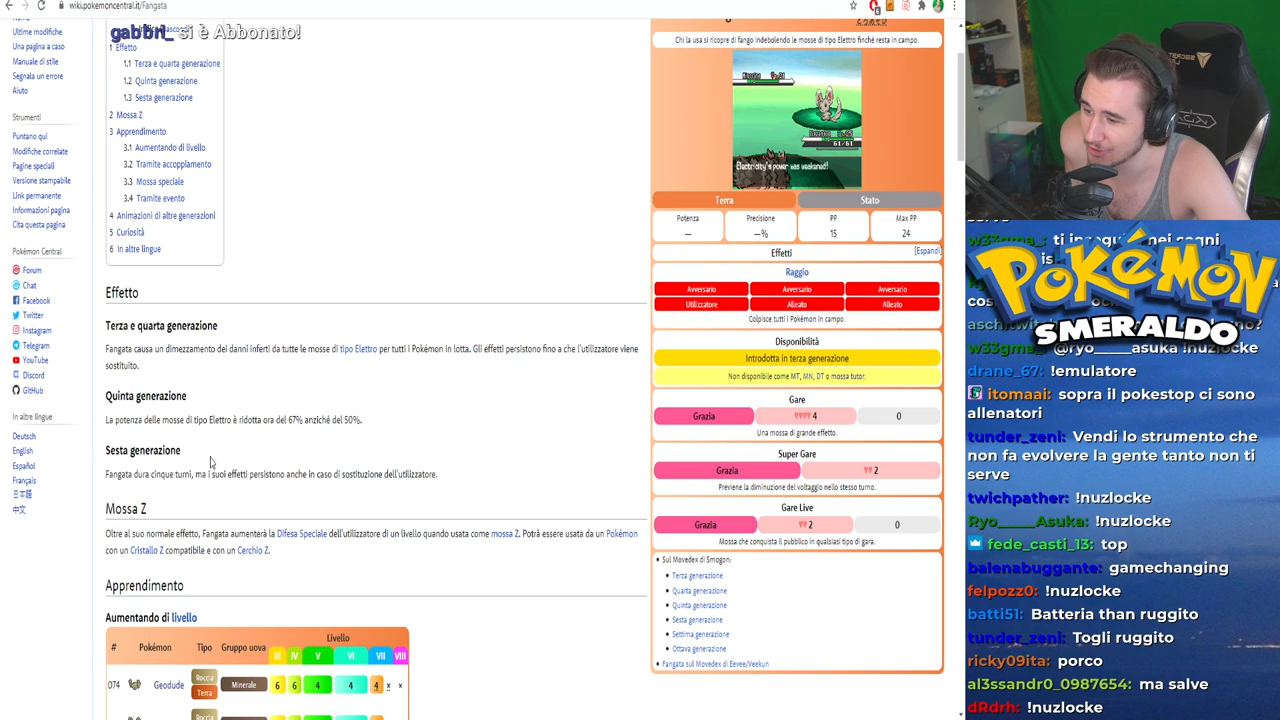 wiki.pokemoncentral.it/Fangata
gabbri_ si è Abbonato!
Ultime modifiche
Una pagina a caso
Manuale di stile
Segnala un errore
Aiuto
Strumenti
Puntano qui
Modifiche correlate
Pagine speciali
Versione stampabile
Link permanente
Informazioni pagina
Cita questa pagina
Pokémon Central
Forum
Chat
Facebook
Twitter
Instagram
Telegram
YouTube
Discord
GitHub
In altre lingue
Deutsch
English
Español
Français
日本語
中文
1 Effetto
1.1 Terza e quarta generazione
1.2 Quinta generazione
1.3 Sesta generazione
2 Mossa Z
3 Apprendimento
3.1 Aumentando di livello
3.2 Tramite accoppiamento
3.3 Mossa speciale
3.4 Tramite evento
4 Animazioni di altre generazioni
5 Curiosità
6 In altre lingue
Effetto
Terza e quarta generazione
Fangata causa un dimezzamento dei danni inferti da tutte le mosse di tipo Elettro per tutti i Pokémon in lotta. Gli effetti persistono fino a che l'utilizzatore viene
sostituito.
Quinta generazione
La potenza delle mosse di tipo Elettro è ridotta ora del 67% anziché del 50%.
Sesta generazione
Fangata dura cinque turni, ma i suoi effetti persistono anche in caso di sostituzione dell'utilizzatore.
Mossa Z
Oltre al suo normale effetto, Fangata aumenterà la Difesa Speciale dell'utilizzatore di un livello quando usata come mossa Z. Potrà essere usata da un Pokémon
con un Cristallo Z compatibile e con un Cerchio Z.
Apprendimento
Aumentando di livello
# Pokémon Tipo Gruppo uova Livello
III IV V VI VII VIII
074 Geodude Roccia Terra Minerale 6 6 4 4 4 × ×
Roccia
Chi la usa si ricopre di fango indebolendo le mosse di tipo Elettro finché resta in campo.
61/61
Electricity's power was weakened!
Terra Stato
Potenza Precisione PP Max PP
— —% 15 24
Effetti [Espandi]
Raggio
Avversario Avversario Avversario
Utilizzatore Alleato Alleato
Colpisce tutti i Pokémon in campo.
Disponibilità
Introdotta in terza generazione
Non disponibile come MT, MN, DT o mossa tutor.
Gare
Grazia ♥♥♥♥ 4 0
Una mossa di grande effetto.
Super Gare
Grazia ♥♥ 2
Previene la diminuzione del voltaggio nello stesso turno.
Gare Live
Grazia ♥♥ 2 0
Mossa che conquista il pubblico in qualsiasi tipo di gara.
Sul Movedex di Smogon:
Terza generazione
Quarta generazione
Quinta generazione
Sesta generazione
Settima generazione
Ottava generazione
Fangata sul Movedex di Eevee/Veekun
POKéMON
SMERALDO
w33gma_: @ryo_____asuka !nuzlocke
drane_67: !emulatore
itomaai: sopra il pokestop ci sono
allenatori
tunder_zeni: Vendi lo strumento che
non fa evolvere la gente tanto non ti
serve
twichpather: !nuzlocke
Ryo_____Asuka: !nuzlocke
fede_casti_13: top
balenabuggante: gamechanging
felpozz0: !nuzlocke
batti51: Batteria than ruggito
tunder_zeni: Togli ruggito
ricky09ita: porco
al3ssandr0_0987654: ma salve
dRdrh: !nuzlocke